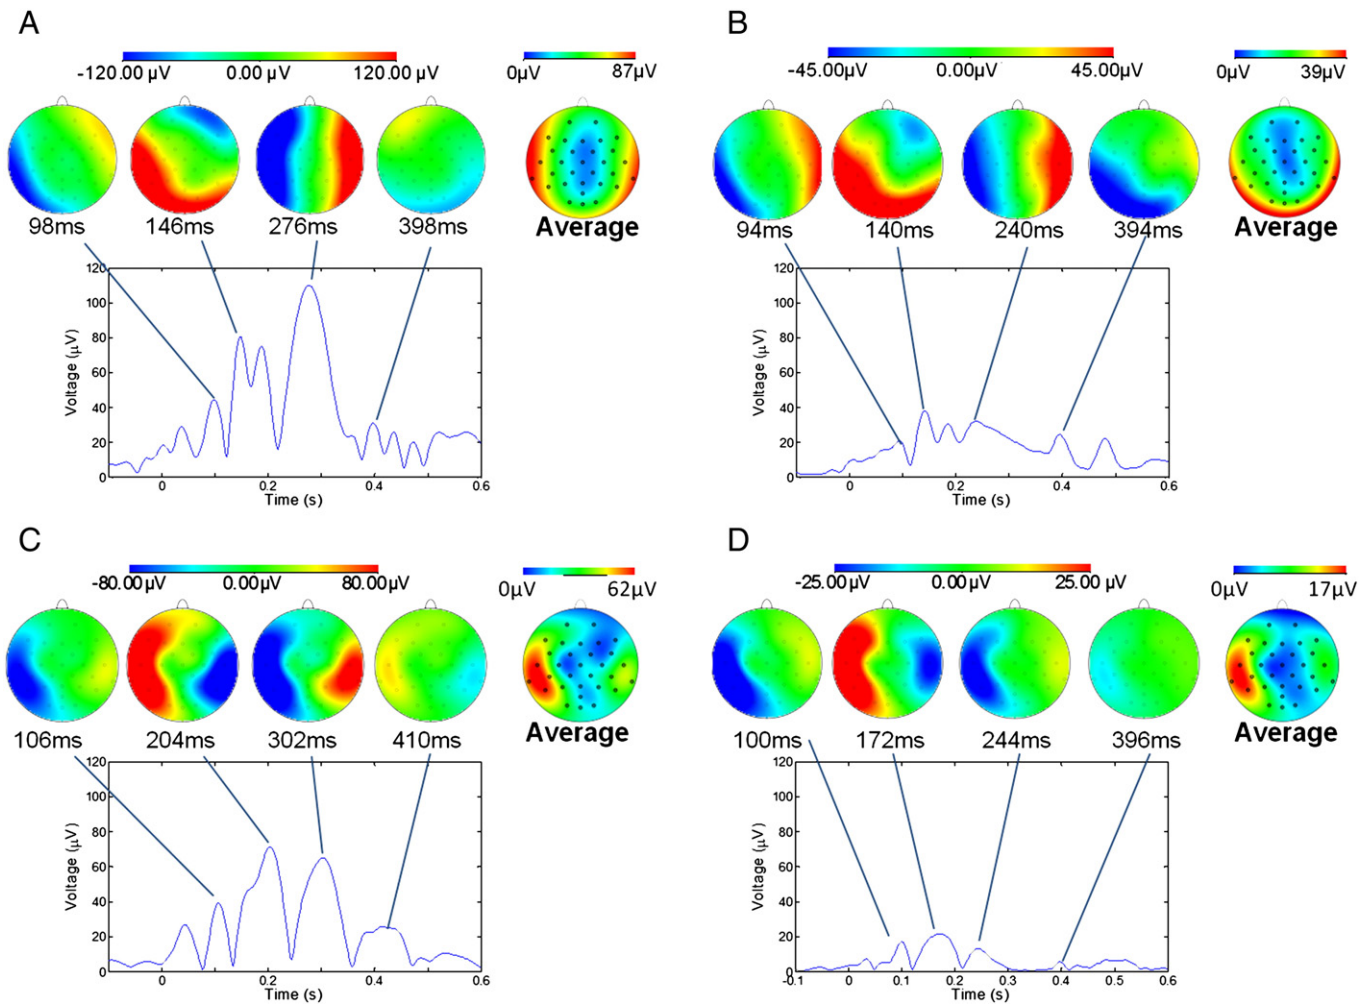 A
-120.00 µV 0.00 µV 120.00 µV
0µV 87µV
98ms 146ms 276ms 398ms
Average
120
100
80
60
40
20
0
Voltage (µV)
0 0.2 0.4 0.6
Time (s)
B
-45.00µV 0.00µV 45.00µV
0µV 39µV
94ms 140ms 240ms 394ms
Average
120
100
80
60
40
20
0
Voltage (µV)
0 0.2 0.4 0.6
Time (s)
C
-80.00µV 0.00µV 80.00µV
0µV 62µV
106ms 204ms 302ms 410ms
Average
120
100
80
60
40
20
0
Voltage (µV)
0 0.2 0.4 0.6
Time (s)
D
-25.00µV 0.00µV 25.00 µV
0µV 17µV
100ms 172ms 244ms 396ms
Average
120
100
80
60
40
20
0
Voltage (µV)
-0.1 0 0.1 0.2 0.3 0.4 0.5 0.6
Time (s)